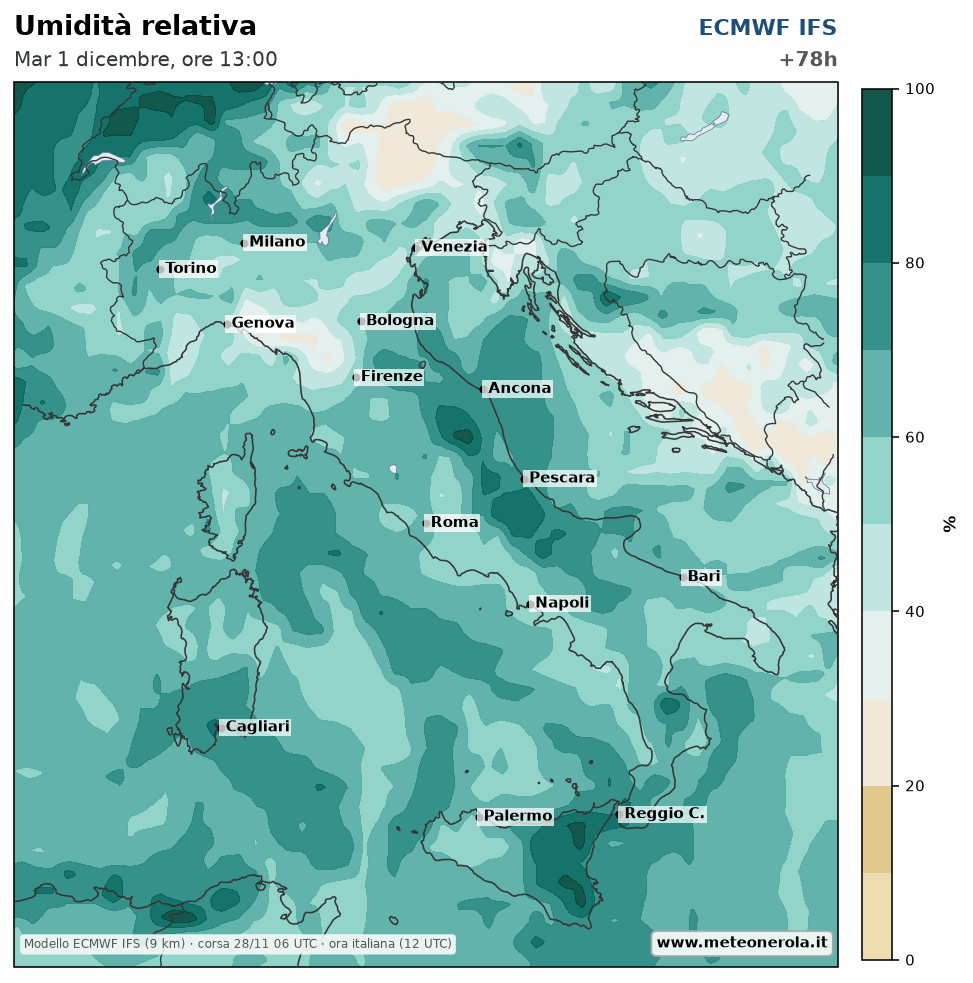 Umidità relativa
ECMWF IFS
Mar 1 dicembre, ore 13:00
+78h
100
80
60
40
20
0
%
Milano
Venezia
Torino
Genova
Bologna
Firenze
Ancona
Pescara
Roma
Bari
Napoli
Cagliari
Palermo
Reggio C.
Modello ECMWF IFS (9 km) · corsa 28/11 06 UTC · ora italiana (12 UTC)
www.meteonerola.it